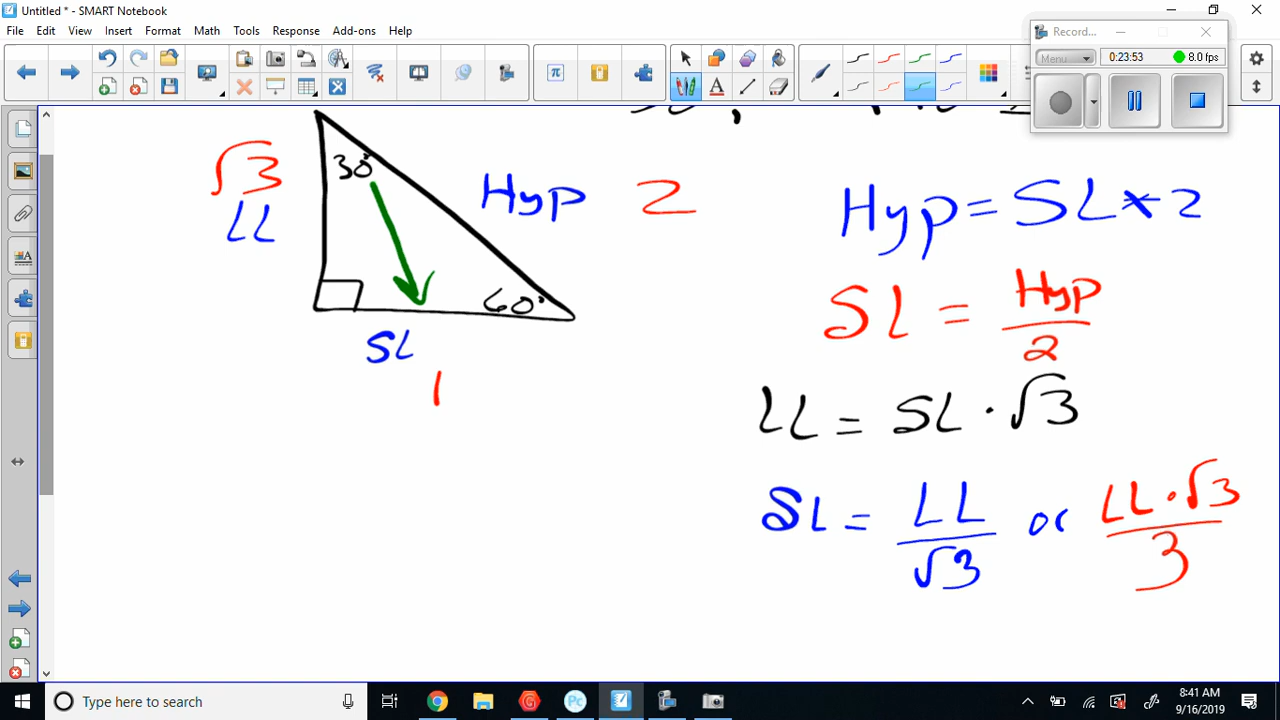 Untitled * - SMART Notebook
File Edit View Insert Format Math Tools Response Add-ons Help
Record...
Menu
0:23:53
8.0 fps
π
A
√3
LL
30°
Hyp 2
60°
SL
1
Hyp = SL * 2
SL = Hyp
2
LL = SL · √3
SL = LL or LL · √3
√3 3
Type here to search
8:41 AM
9/16/2019